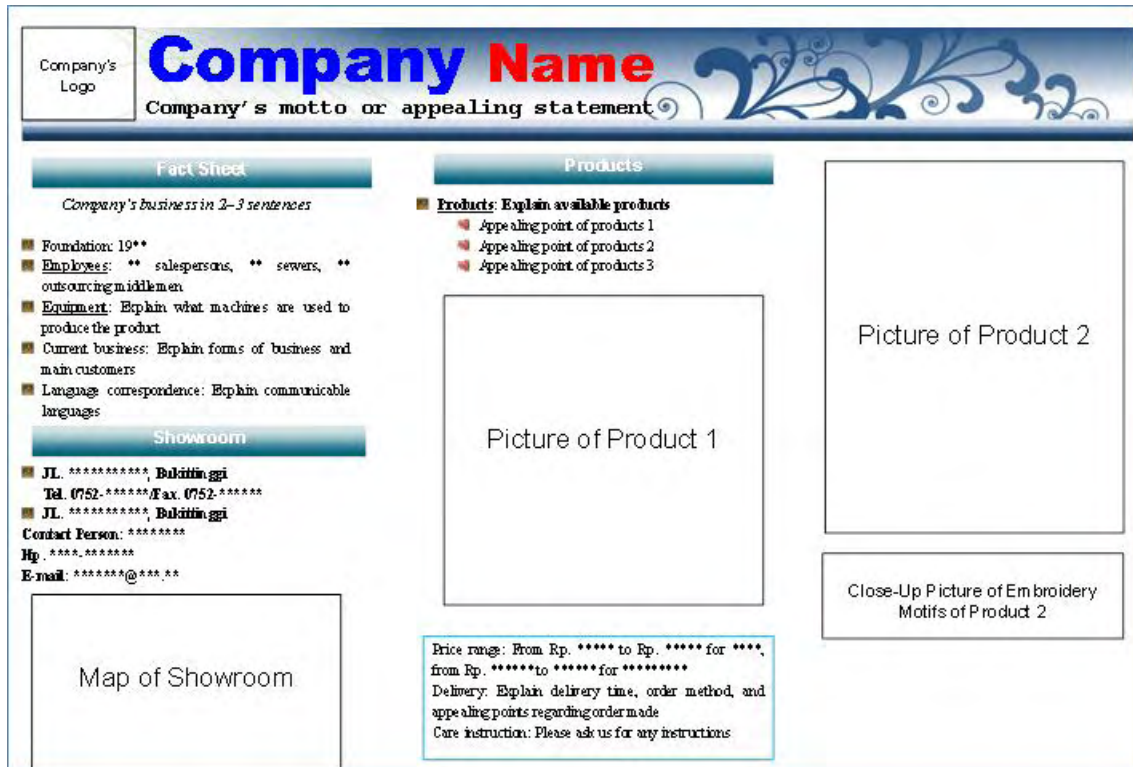 Company's
Logo
Company Name
Company's motto or appealing statement
Fact Sheet
Company's business in 2–3 sentences
Foundation: 19**
Employees: ** salespersons, ** sewers, **
outsourcing middlemen
Equipment: Explain what machines are used to
produce the product
Current business: Explain forms of business and
main customers
Language correspondence: Explain communicable
languages
Showroom
JL. ***********, Bukittinggi
Tel. 0752-******/Fax. 0752-******
JL. ***********, Bukittinggi
Contact Person: ********
Hp. ****-*******
E-mail: *******@***.**
Map of Showroom
Products
Products: Explain available products
Appealing point of products 1
Appealing point of products 2
Appealing point of products 3
Picture of Product 1
Price range: From Rp. ***** to Rp. ***** for ****,
from Rp. ****** to ****** for *********
Delivery: Explain delivery time, order method, and
appealing points regarding order made
Care instruction: Please ask us for any instructions
Picture of Product 2
Close-Up Picture of Embroidery
Motifs of Product 2